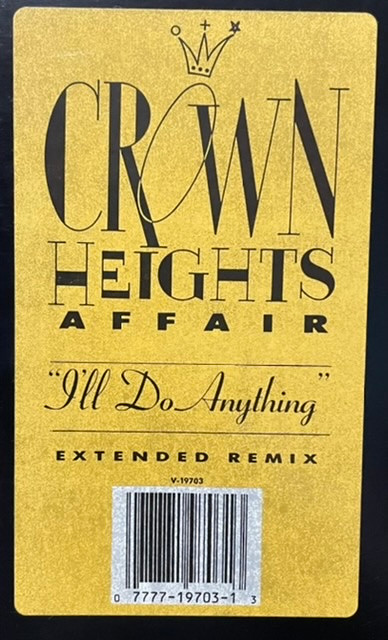 CROWN
HEIGHTS
AFFAIR
“I'll Do Anything”
EXTENDED REMIX
V-19703
0 7777-19703-1 3